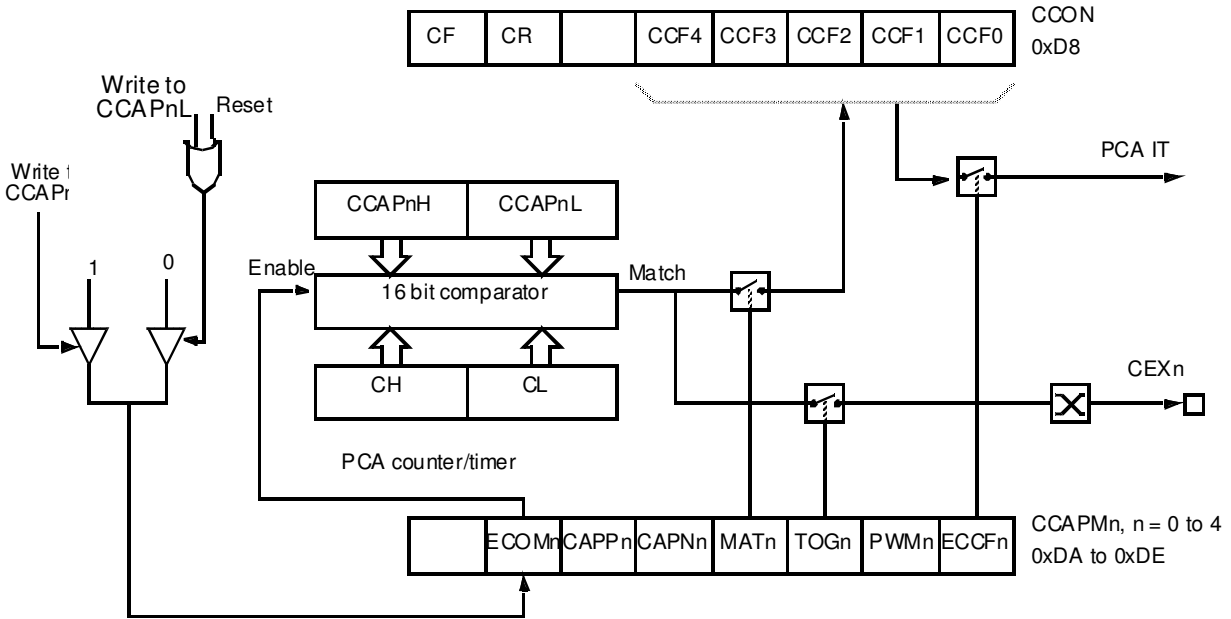 CF CR CCF4 CCF3 CCF2 CCF1 CCF0
CCON
0xD8
Write to
CCAPnL
Reset
Write
PCA IT
CCAPnH CCAPnL
1
0
Enable
16 bit comparator
Match
CH CL
CEXn
PCA counter/timer
ECOMn CAPPn CAPNn MATn TOGn PWMn ECCFn
CCAPMn, n = 0 to 4
0xDA to 0xDE